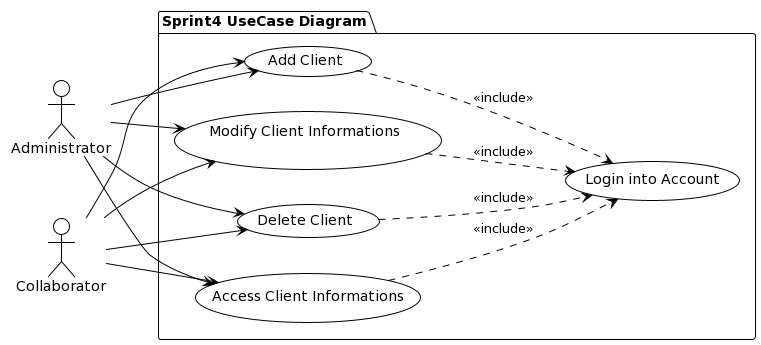 Sprint4 UseCase Diagram
Add Client
«include»
Administrator
Modify Client Informations
«include»
Login into Account
«include»
Delete Client
«include»
Collaborator
Access Client Informations